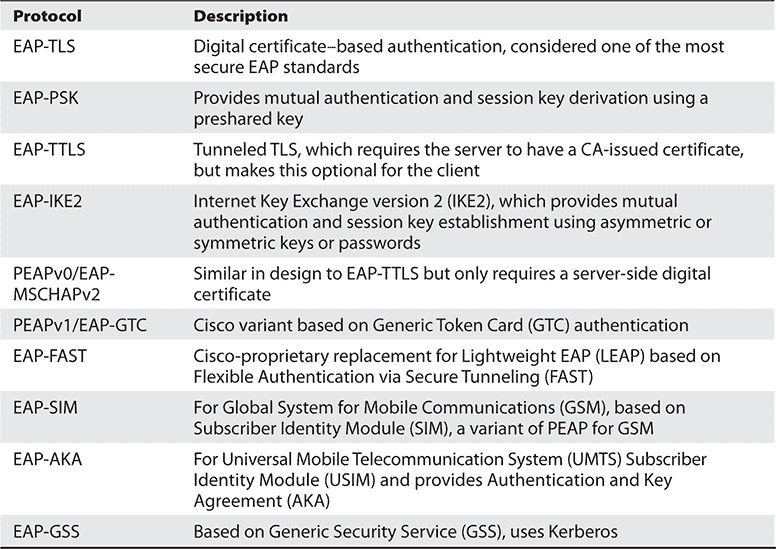 Protocol Description
EAP-TLS Digital certificate–based authentication, considered one of the most
secure EAP standards
EAP-PSK Provides mutual authentication and session key derivation using a
preshared key
EAP-TTLS Tunneled TLS, which requires the server to have a CA-issued certificate,
but makes this optional for the client
EAP-IKE2 Internet Key Exchange version 2 (IKE2), which provides mutual
authentication and session key establishment using asymmetric or
symmetric keys or passwords
PEAPv0/EAP- Similar in design to EAP-TTLS but only requires a server-side digital
MSCHAPv2 certificate
PEAPv1/EAP-GTC Cisco variant based on Generic Token Card (GTC) authentication
EAP-FAST Cisco-proprietary replacement for Lightweight EAP (LEAP) based on
Flexible Authentication via Secure Tunneling (FAST)
EAP-SIM For Global System for Mobile Communications (GSM), based on
Subscriber Identity Module (SIM), a variant of PEAP for GSM
EAP-AKA For Universal Mobile Telecommunication System (UMTS) Subscriber
Identity Module (USIM) and provides Authentication and Key
Agreement (AKA)
EAP-GSS Based on Generic Security Service (GSS), uses Kerberos